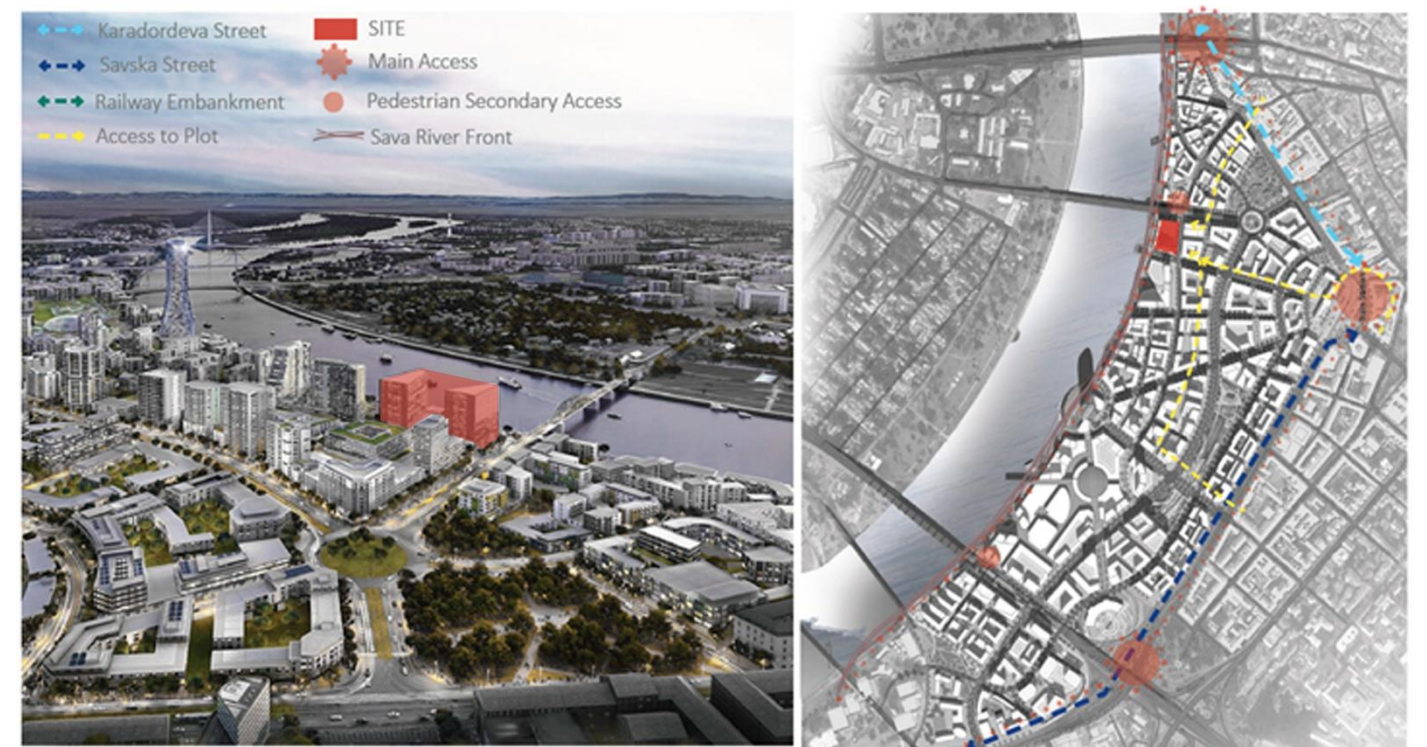 Karadordeva Street
Savska Street
Railway Embankment
Access to Plot
SITE
Main Access
Pedestrian Secondary Access
Sava River Front